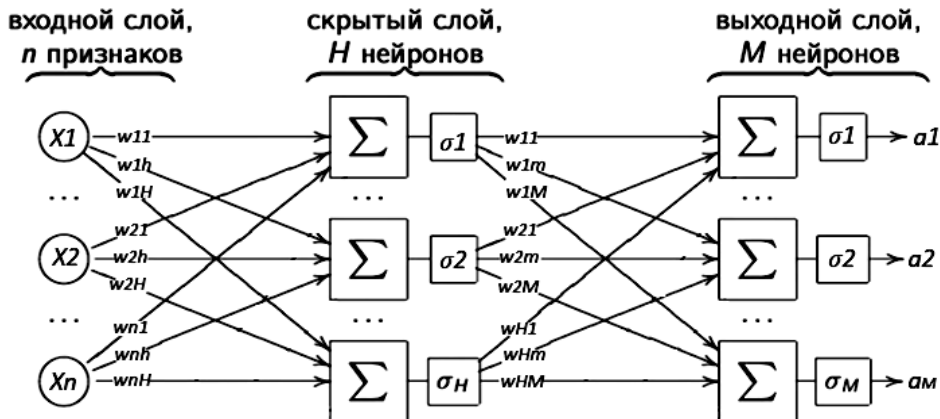 входной слой, скрытый слой, выходной слой,
n признаков H нейронов M нейронов
X1 w11 Σ σ1 w11 Σ σ1 a1
w1h w1m
... w1H ... w1M ...
w21 w21
X2 w2h Σ σ2 w2m Σ σ2 a2
w2H w2M
... wn1 ... wH1 ...
wnh wHm
Xn wnH Σ σH wHM Σ σM aм